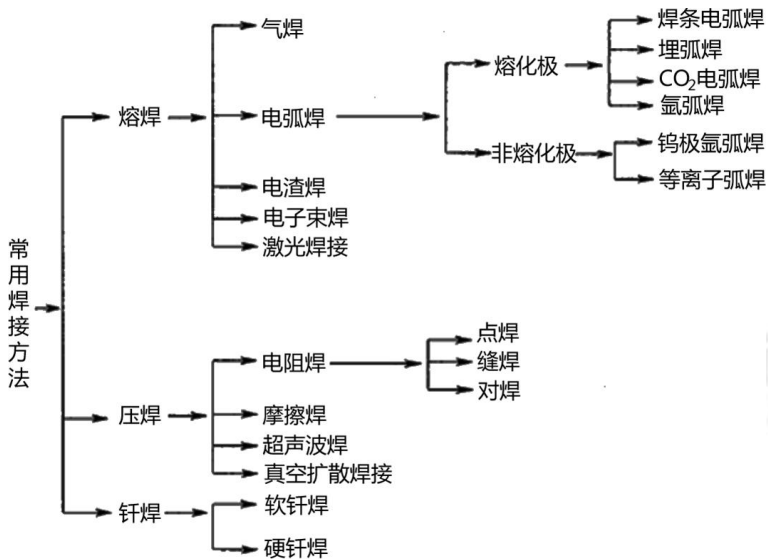 常用焊接方法
熔焊
气焊
电弧焊
熔化极
焊条电弧焊
埋弧焊
CO₂电弧焊
氩弧焊
非熔化极
钨极氩弧焊
等离子弧焊
电渣焊
电子束焊
激光焊接
压焊
电阻焊
点焊
缝焊
对焊
摩擦焊
超声波焊
真空扩散焊接
钎焊
软钎焊
硬钎焊